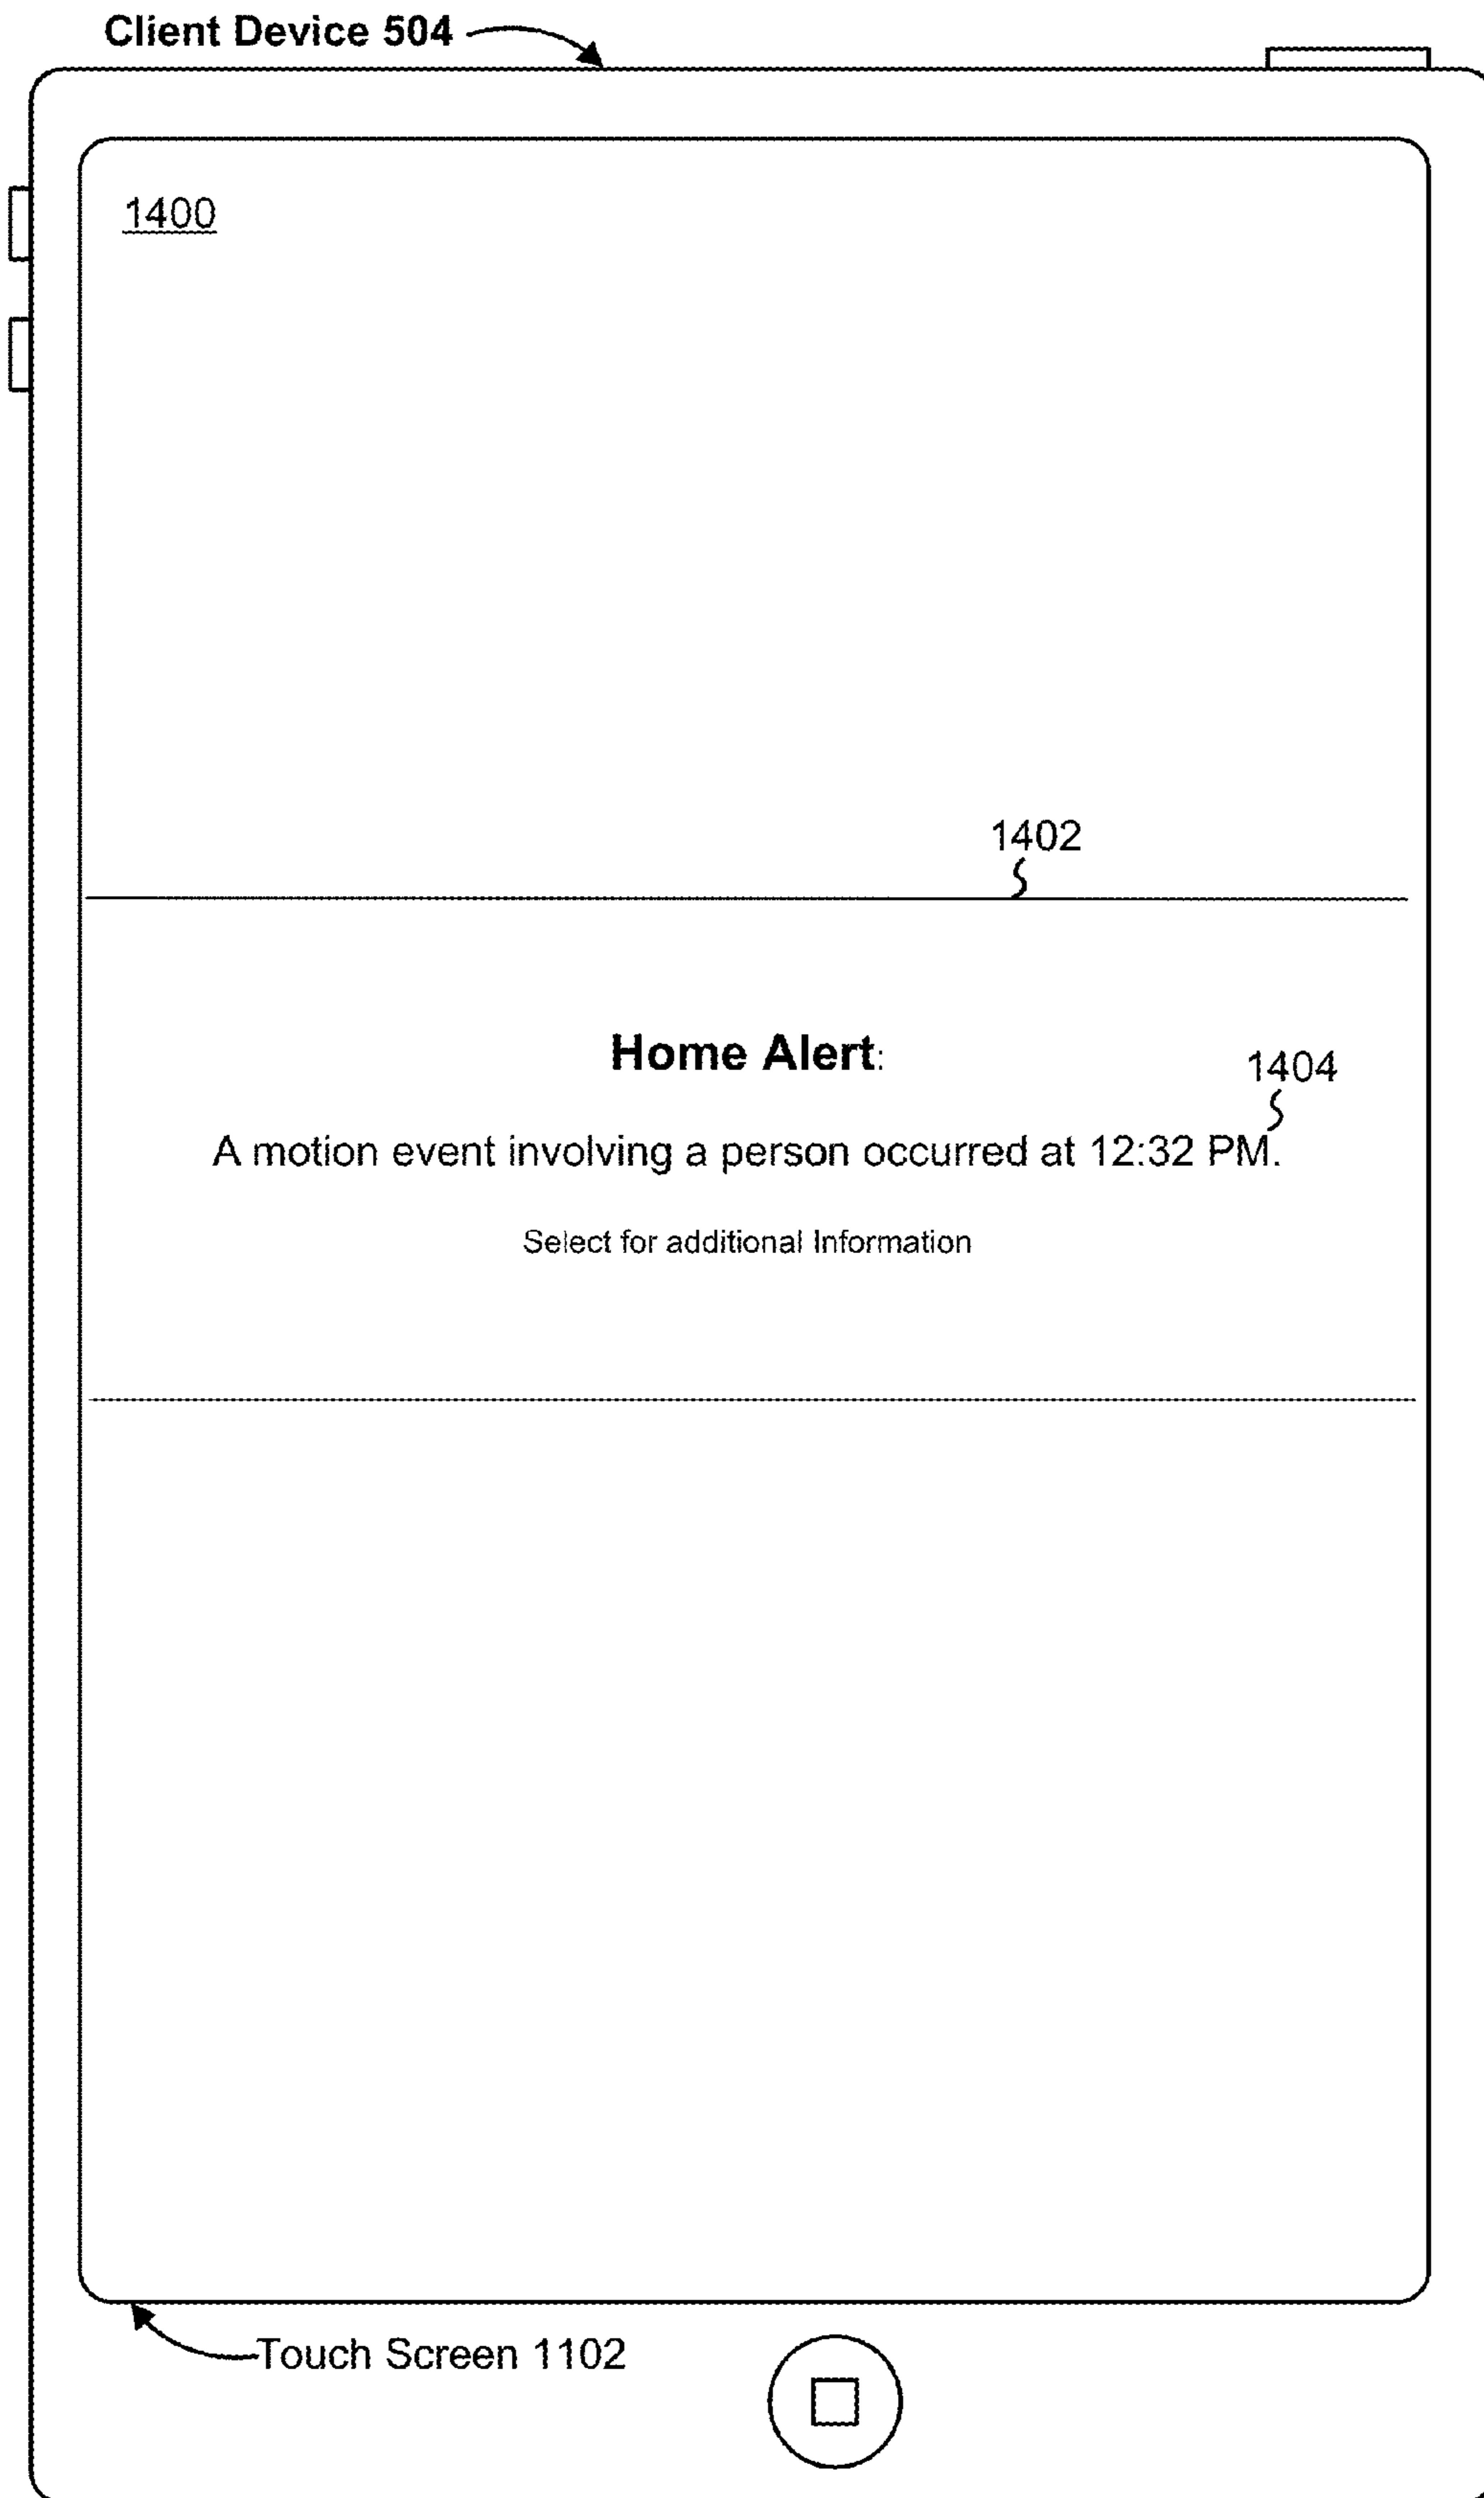 Client Device 504
1400
1402
Home Alert:
1404
A motion event involving a person occurred at 12:32 PM.
Select for additional Information
Touch Screen 1102